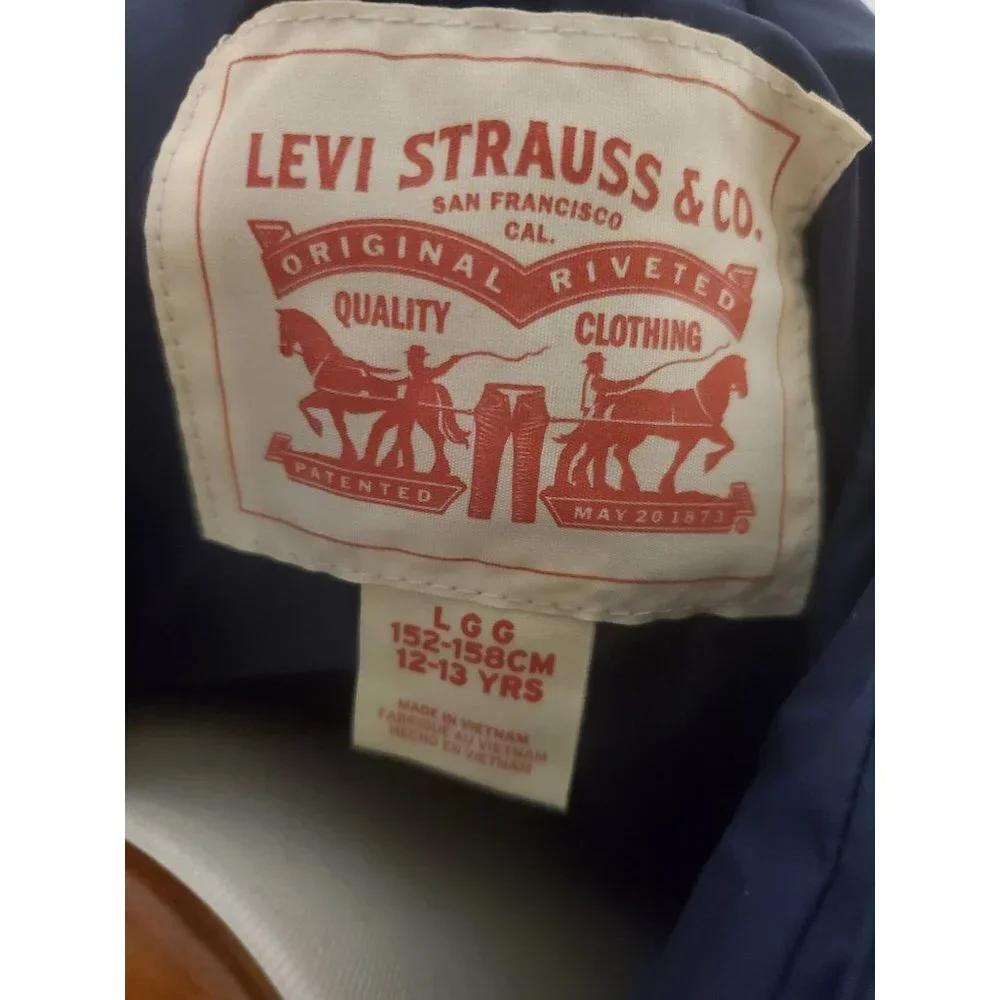 LEVI STRAUSS & CO.
SAN FRANCISCO
CAL.
ORIGINAL RIVETED
QUALITY CLOTHING
PATENTED MAY 20 1873
®
L G G
152-158CM
12-13 YRS
MADE IN VIETNAM
FABRIQUÉ AU VIETNAM
HECHO EN VIETNAM